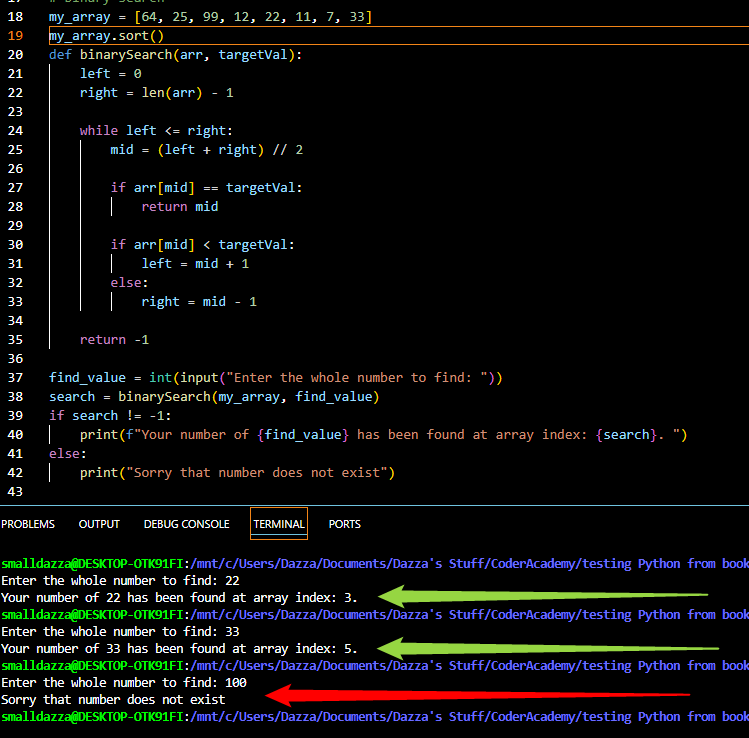 17 # Binary search
18 my_array = [64, 25, 99, 12, 22, 11, 7, 33]
19 my_array.sort()
20 def binarySearch(arr, targetVal):
21 left = 0
22 right = len(arr) - 1
23
24 while left <= right:
25 mid = (left + right) // 2
26
27 if arr[mid] == targetVal:
28 return mid
29
30 if arr[mid] < targetVal:
31 left = mid + 1
32 else:
33 right = mid - 1
34
35 return -1
36
37 find_value = int(input("Enter the whole number to find: "))
38 search = binarySearch(my_array, find_value)
39 if search != -1:
40 print(f"Your number of {find_value} has been found at array index: {search}. ")
41 else:
42 print("Sorry that number does not exist")
43
PROBLEMS OUTPUT DEBUG CONSOLE TERMINAL PORTS
smalldazza@DESKTOP-OTK91FI:/mnt/c/Users/Dazza/Documents/Dazza's Stuff/CoderAcademy/testing Python from book
Enter the whole number to find: 22
Your number of 22 has been found at array index: 3.
smalldazza@DESKTOP-OTK91FI:/mnt/c/Users/Dazza/Documents/Dazza's Stuff/CoderAcademy/testing Python from book
Enter the whole number to find: 33
Your number of 33 has been found at array index: 5.
smalldazza@DESKTOP-OTK91FI:/mnt/c/Users/Dazza/Documents/Dazza's Stuff/CoderAcademy/testing Python from book
Enter the whole number to find: 100
Sorry that number does not exist
smalldazza@DESKTOP-OTK91FI:/mnt/c/Users/Dazza/Documents/Dazza's Stuff/CoderAcademy/testing Python from book